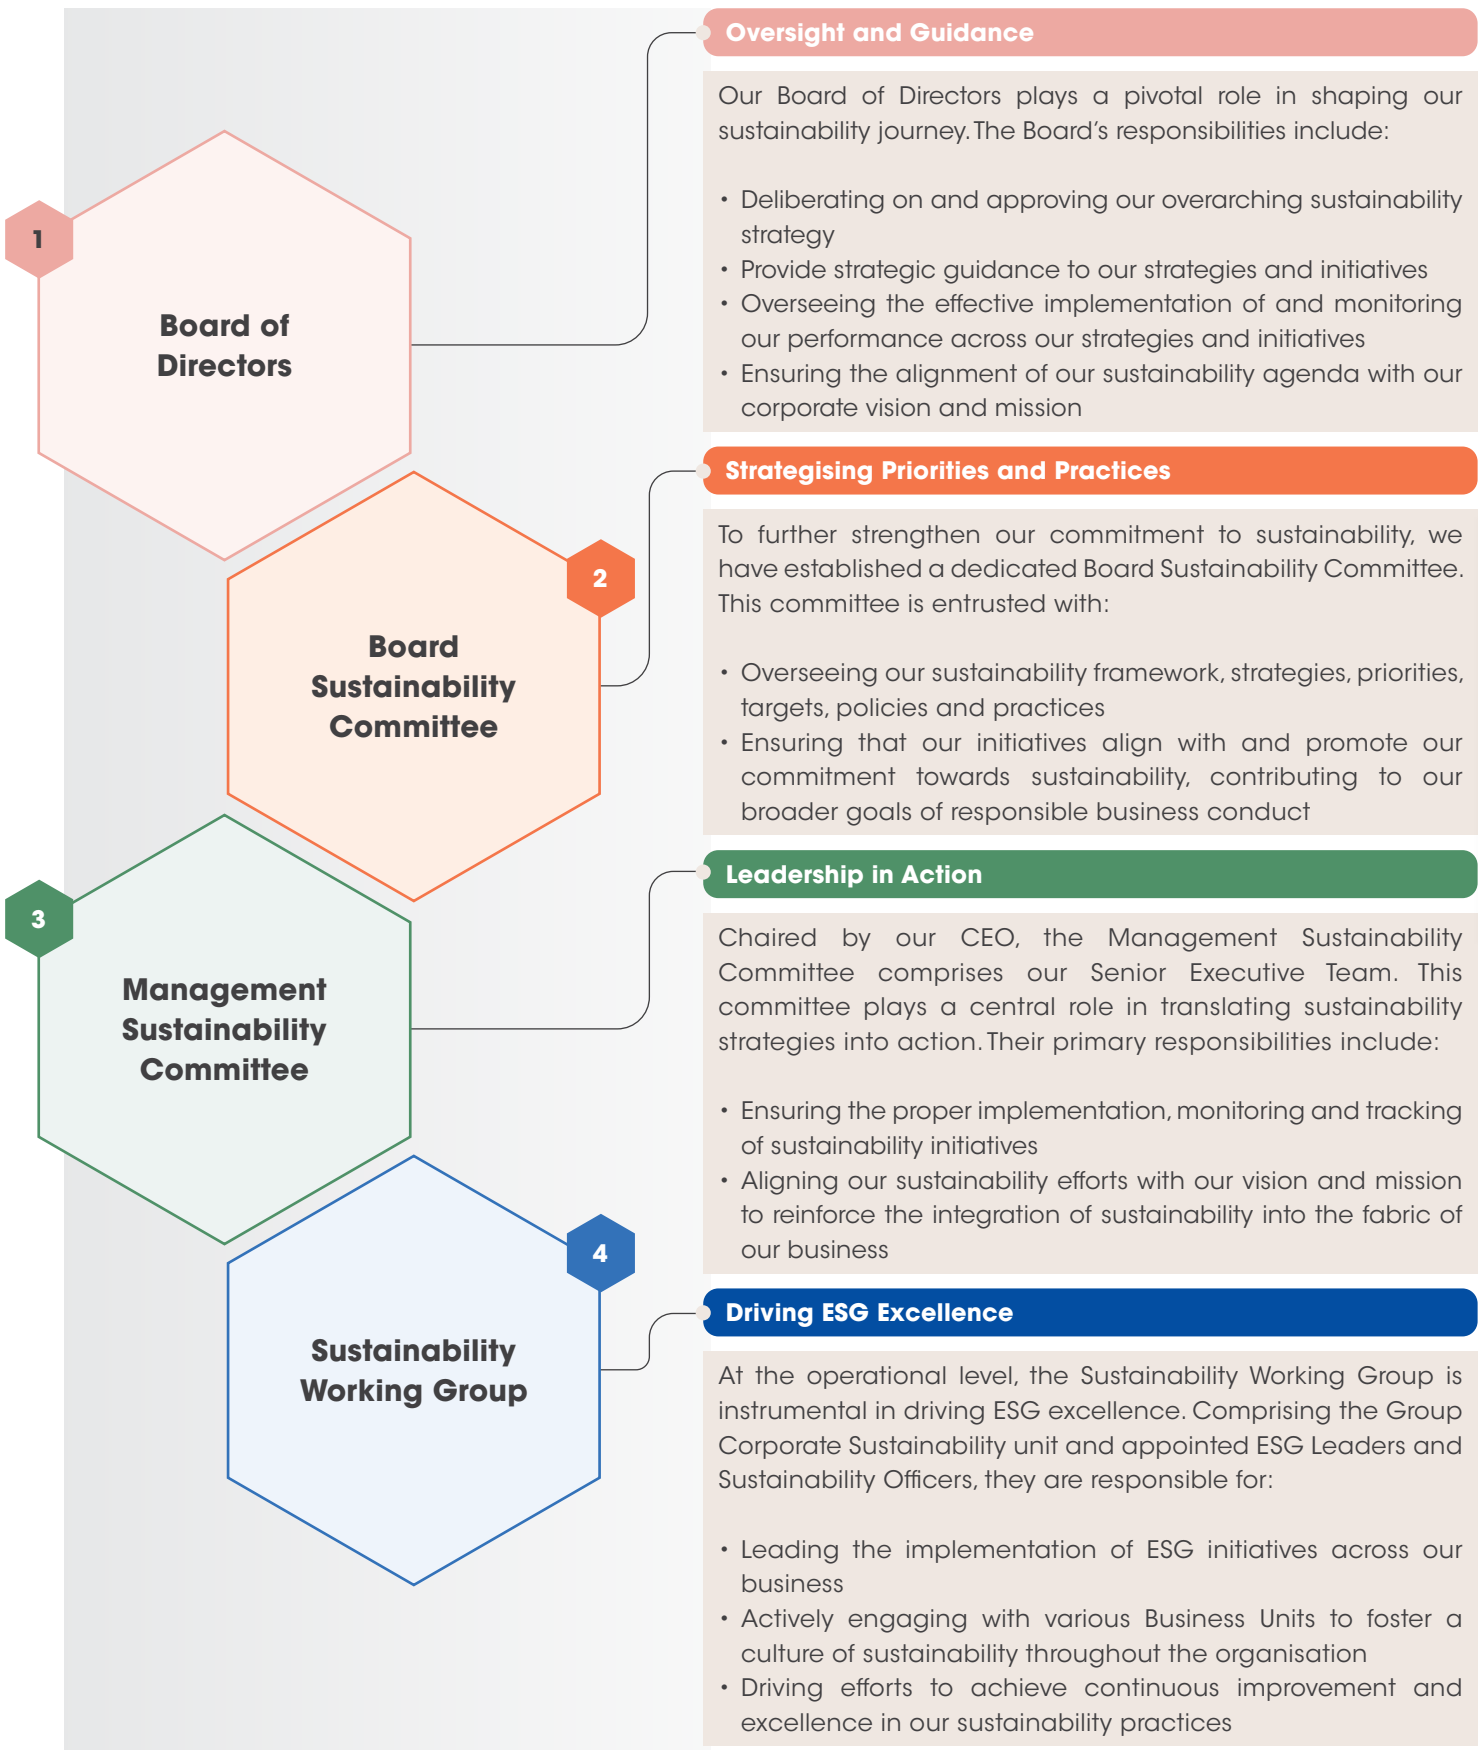 Oversight and Guidance
Our Board of Directors plays a pivotal role in shaping our
sustainability journey. The Board’s responsibilities include:
• Deliberating on and approving our overarching sustainability
strategy
• Provide strategic guidance to our strategies and initiatives
• Overseeing the effective implementation of and monitoring
our performance across our strategies and initiatives
• Ensuring the alignment of our sustainability agenda with our
corporate vision and mission
1
Board of
Directors
Strategising Priorities and Practices
To further strengthen our commitment to sustainability, we
have established a dedicated Board Sustainability Committee.
This committee is entrusted with:
• Overseeing our sustainability framework, strategies, priorities,
targets, policies and practices
• Ensuring that our initiatives align with and promote our
commitment towards sustainability, contributing to our
broader goals of responsible business conduct
2
Board
Sustainability
Committee
Leadership in Action
Chaired by our CEO, the Management Sustainability
Committee comprises our Senior Executive Team. This
committee plays a central role in translating sustainability
strategies into action. Their primary responsibilities include:
• Ensuring the proper implementation, monitoring and tracking
of sustainability initiatives
• Aligning our sustainability efforts with our vision and mission
to reinforce the integration of sustainability into the fabric of
our business
3
Management
Sustainability
Committee
Driving ESG Excellence
At the operational level, the Sustainability Working Group is
instrumental in driving ESG excellence. Comprising the Group
Corporate Sustainability unit and appointed ESG Leaders and
Sustainability Officers, they are responsible for:
• Leading the implementation of ESG initiatives across our
business
• Actively engaging with various Business Units to foster a
culture of sustainability throughout the organisation
• Driving efforts to achieve continuous improvement and
excellence in our sustainability practices
4
Sustainability
Working Group